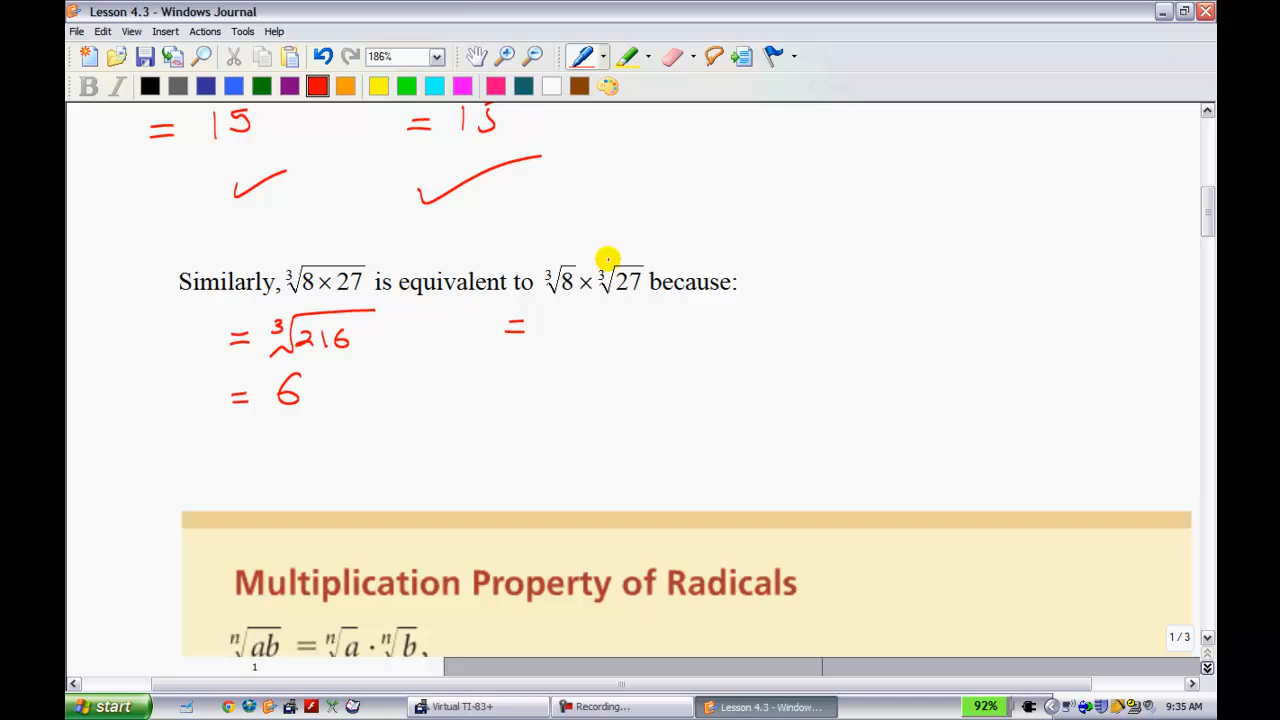 Lesson 4.3 - Windows Journal
File Edit View Insert Actions Tools Help
186%
B I
= 15 = 15
Similarly, ∛8 × 27 is equivalent to ∛8 × ∛27 because:
= ∛216 =
= 6
Multiplication Property of Radicals
ⁿ√ab = ⁿ√a · ⁿ√b,
1 / 3
1
start Virtual TI-83+ Recording... Lesson 4.3 - Window... 92% 9:35 AM